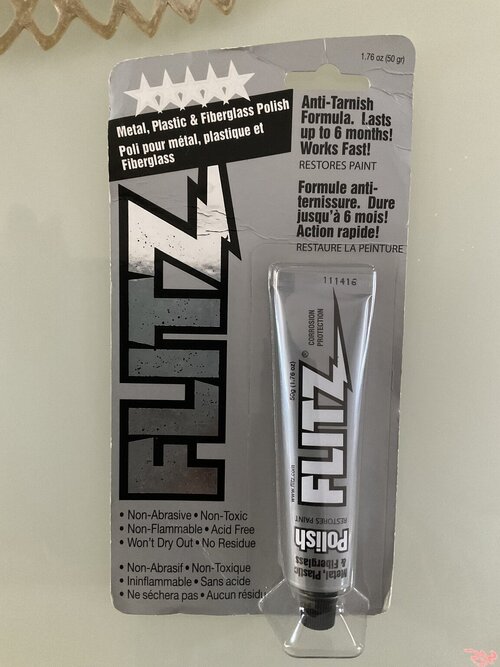 1.76 oz (50 gr)
Metal, Plastic & Fiberglass Polish
Poli pour métal, plastique et
Fiberglass
Anti-Tarnish
Formula. Lasts
up to 6 months!
Works Fast!
RESTORES PAINT
Formule anti-
ternissure. Dure
jusqu'à 6 mois!
Action rapide!
RESTAURE LA PEINTURE
FLITZ
• Non-Abrasive • Non-Toxic
• Non-Flammable • Acid Free
• Won't Dry Out • No Residue
• Non-Abrasif • Non-Toxique
• Ininflammable • Sans acide
• Ne séchera pas • Aucun résidu
111416
CORROSION
PROTECTION
50g (1.76 oz)
FLITZ®
www.flitz.com
RESTORES PAINT
Polish
Metal, Plastic
& Fiberglass